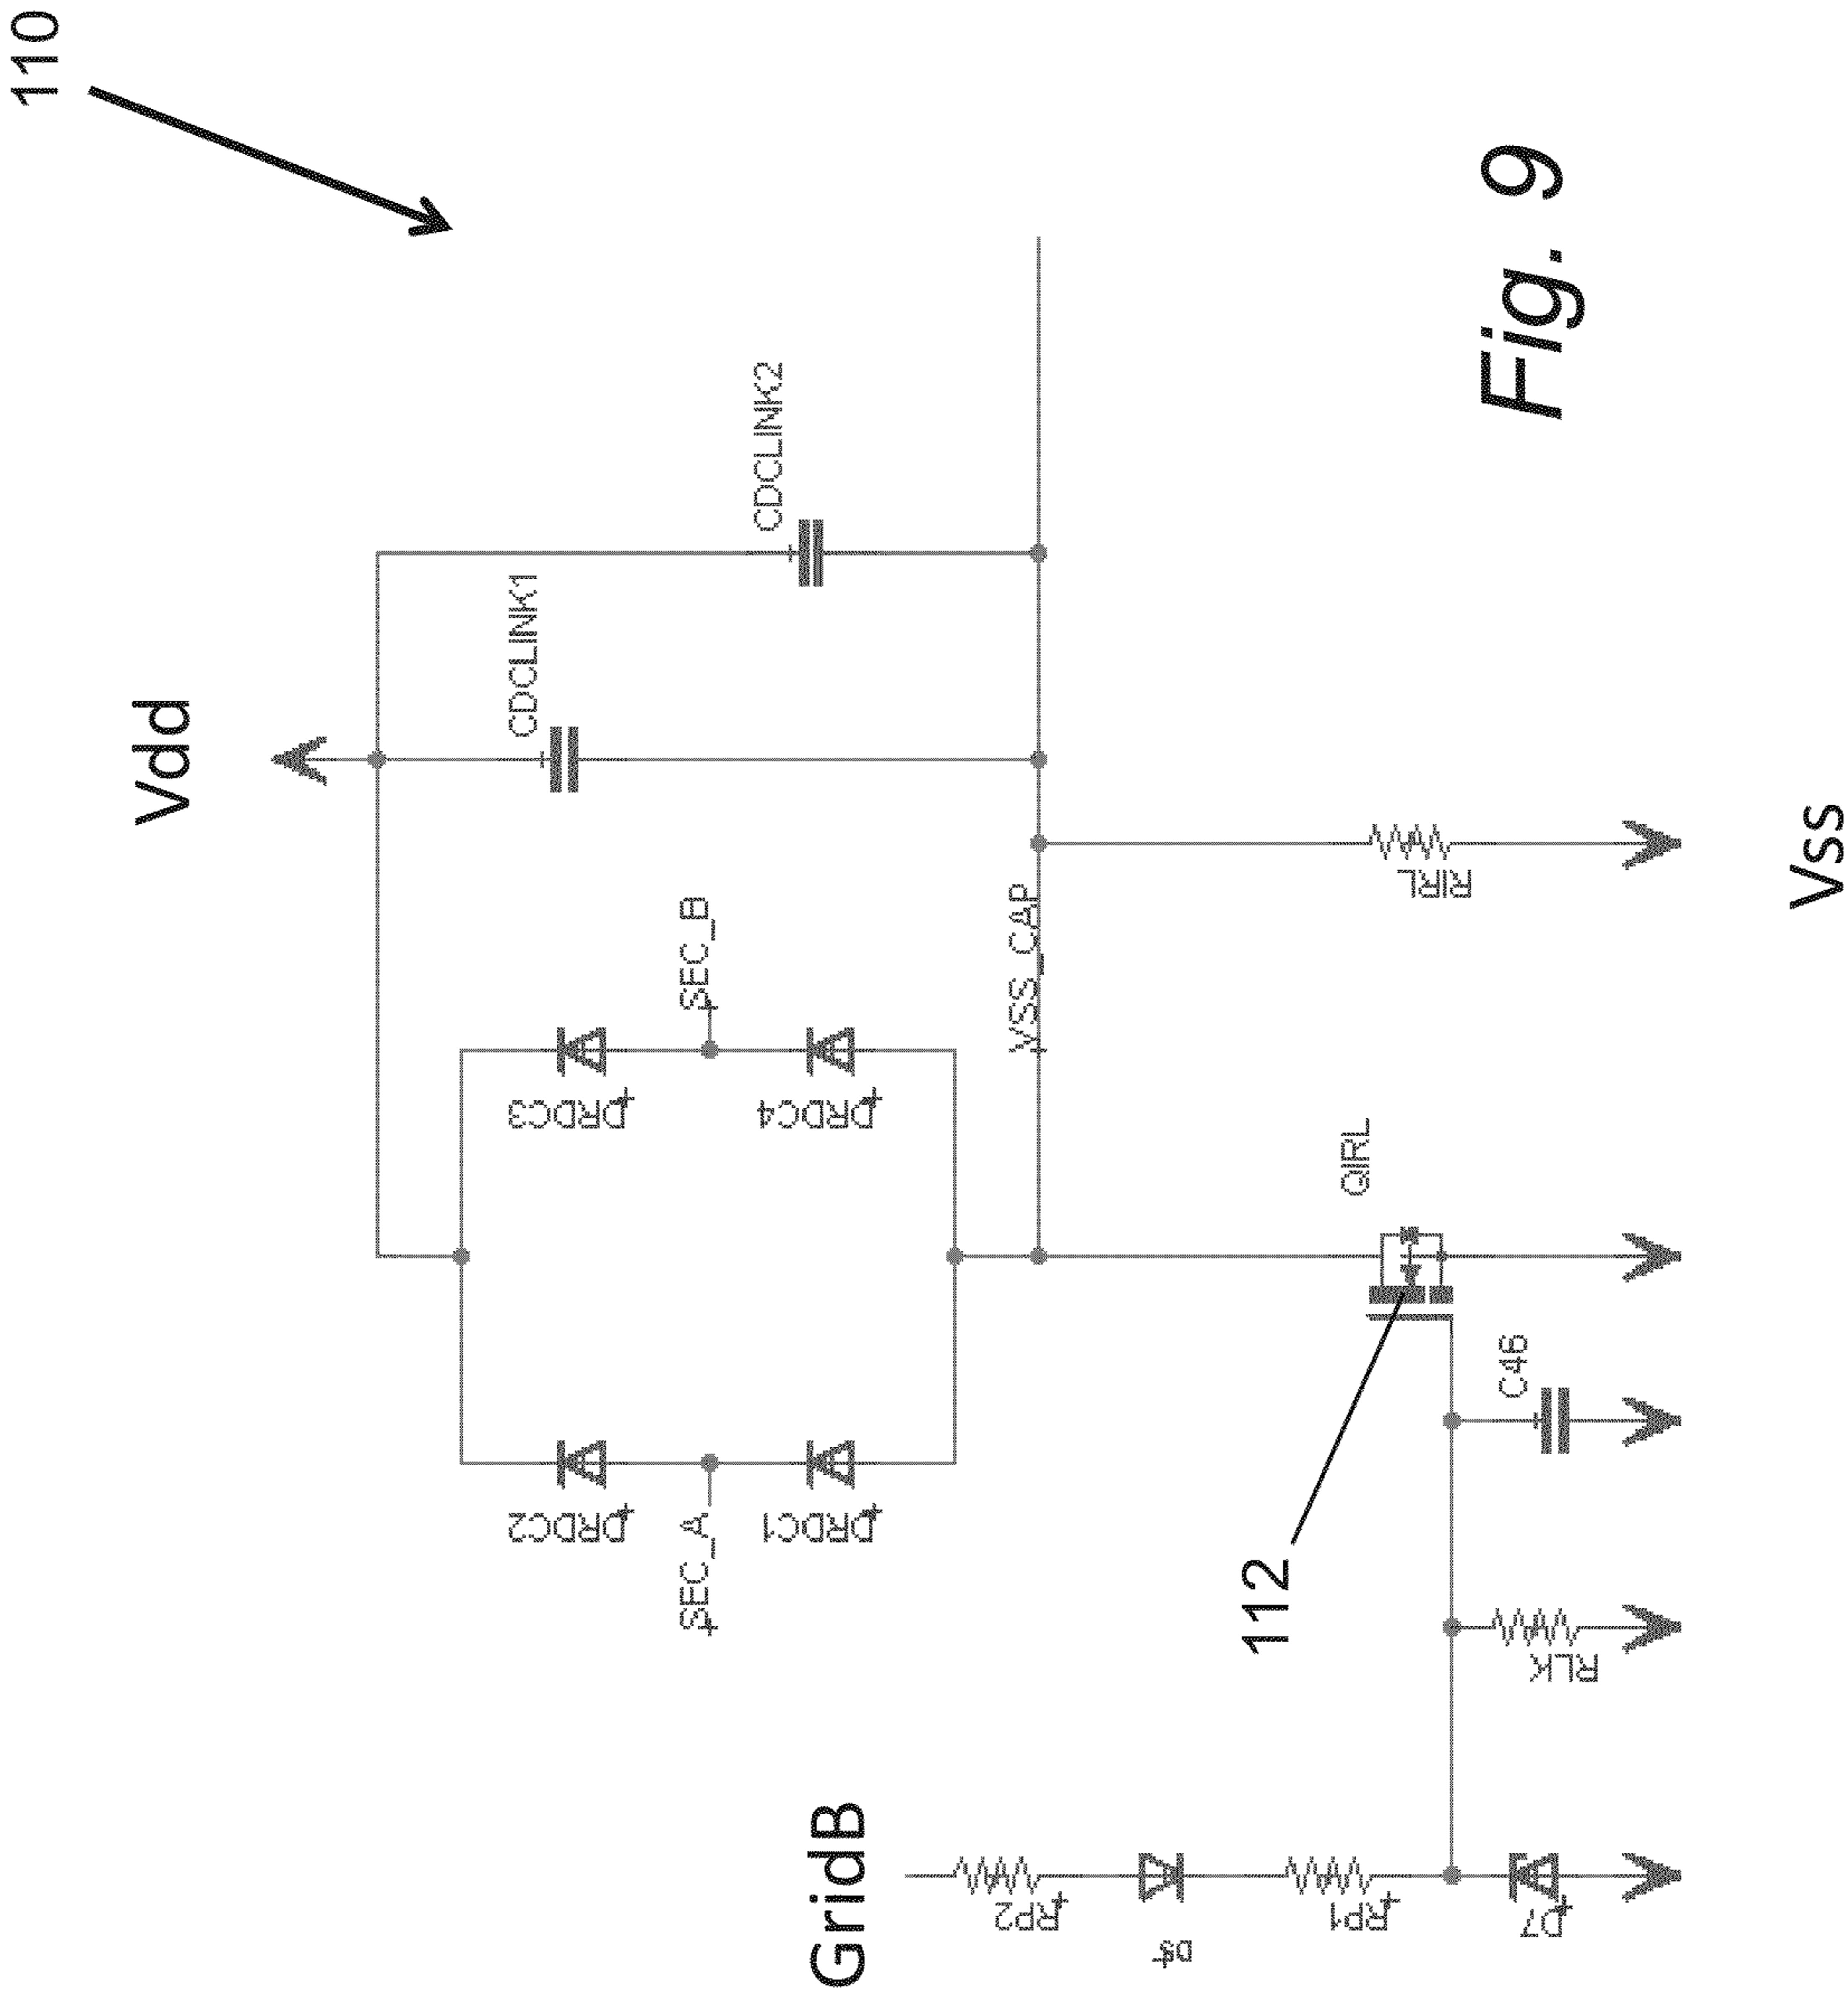 110
Vdd
CDCLINK1
CDCLINK2
DRDC3
SEC_B
DRDC4
VSS_CAP
DRDC2
SEC_A
DRDC1
RIRL
Vss
QIRL
112
C46
RLK
GridB
RP2
RP1
D7
Fig. 9